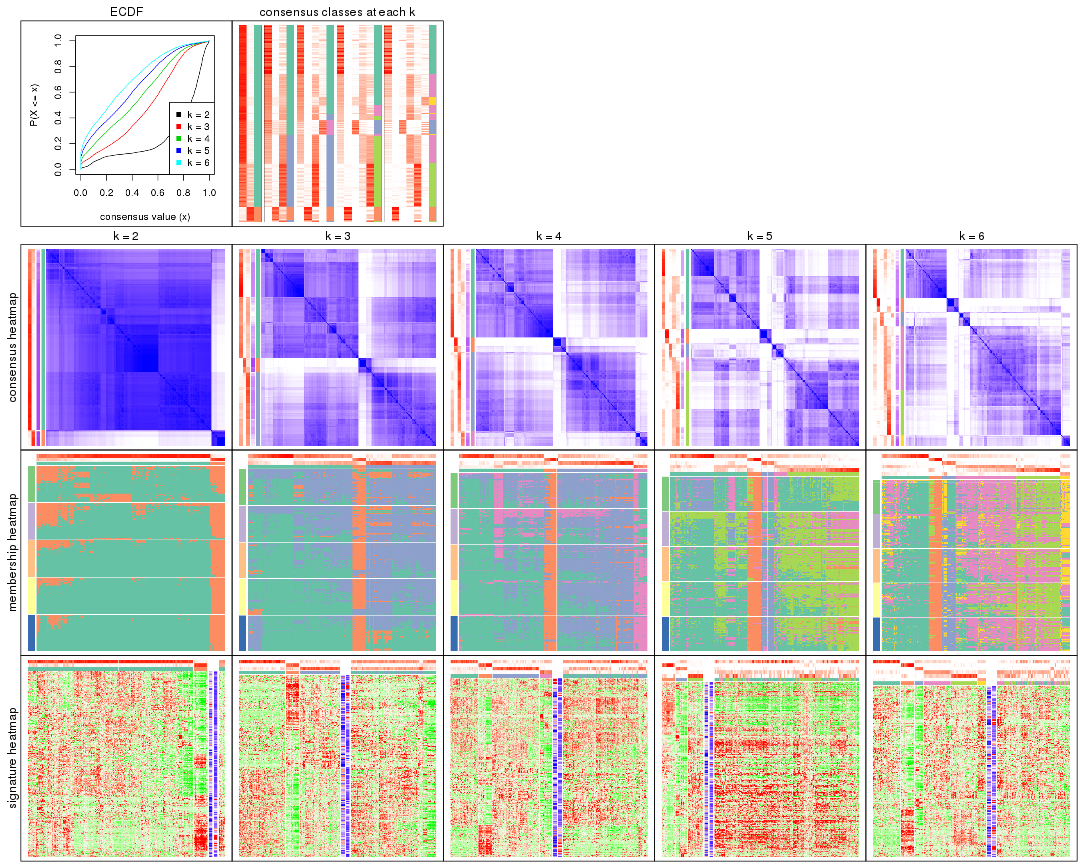 ECDF
consensus classes at each k
P(X <= x)
0.0
0.2
0.4
0.6
0.8
1.0
k = 2
k = 3
k = 4
k = 5
k = 6
0.0 0.2 0.4 0.6 0.8 1.0
consensus value (x)
k = 2
k = 3
k = 4
k = 5
k = 6
consensus heatmap
membership heatmap
signature heatmap